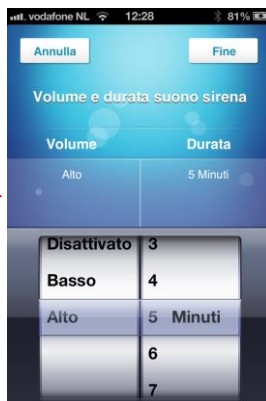 vodafone NL 12:28 81%
Annulla Fine
Volume e durata suono sirena
Volume Durata
Alto 5 Minuti
Disattivato 3
Basso 4
Alto 5 Minuti
6
7